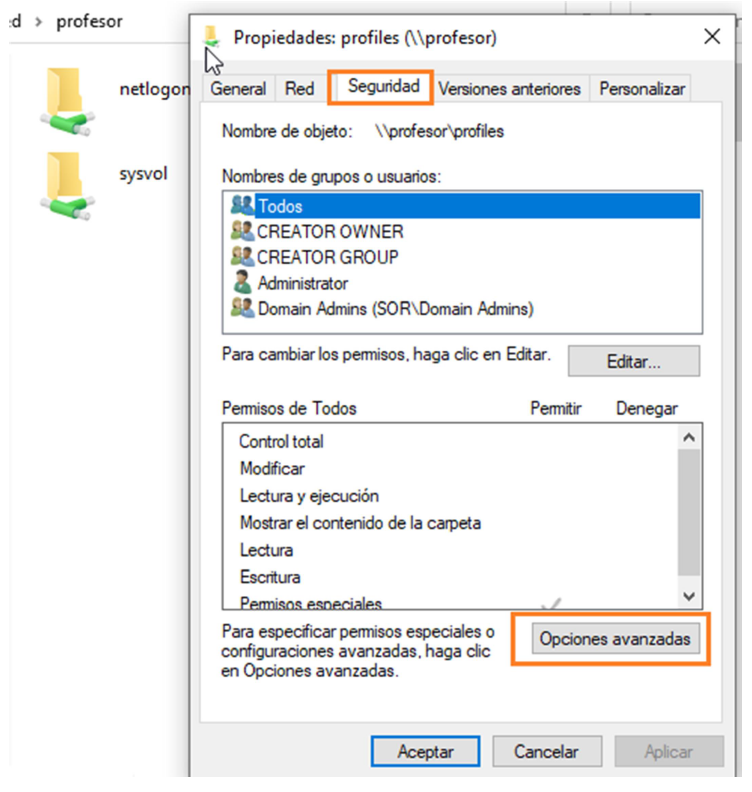 ed > profesor
Propiedades: profiles (\\profesor)
netlogon
General Red Seguridad Versiones anteriores Personalizar
Nombre de objeto: \\profesor\profiles
sysvol
Nombres de grupos o usuarios:
Todos
CREATOR OWNER
CREATOR GROUP
Administrator
Domain Admins (SOR\Domain Admins)
Para cambiar los permisos, haga clic en Editar.
Editar...
Permisos de Todos Permitir Denegar
Control total
Modificar
Lectura y ejecución
Mostrar el contenido de la carpeta
Lectura
Escritura
Permisos especiales
Para especificar permisos especiales o
configuraciones avanzadas, haga clic
en Opciones avanzadas.
Opciones avanzadas
Aceptar Cancelar Aplicar